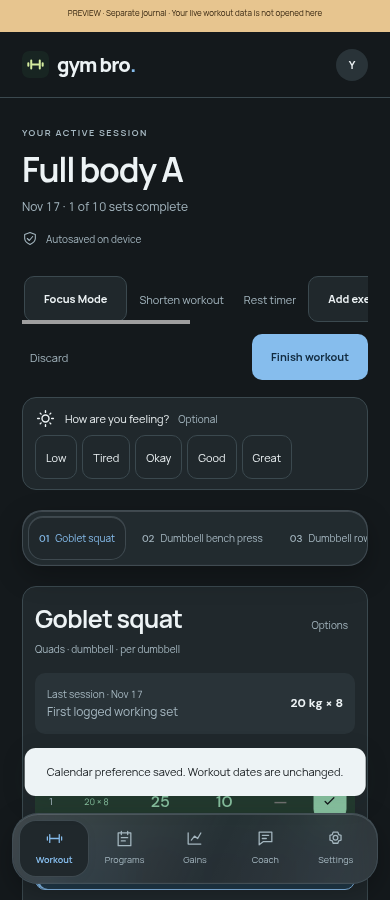 PREVIEW · Separate journal · Your live workout data is not opened here
gym bro.
Y
YOUR ACTIVE SESSION
Full body A
Nov 17 · 1 of 10 sets complete
Autosaved on device
Focus Mode Shorten workout Rest timer Add exe
Discard Finish workout
How are you feeling? Optional
Low Tired Okay Good Great
01 Goblet squat 02 Dumbbell bench press 03 Dumbbell row
Goblet squat
Options
Quads · dumbbell · per dumbbell
Last session · Nov 17
First logged working set
20 kg × 8
Calendar preference saved. Workout dates are unchanged.
1 20 × 8 25 10 —
Workout Programs Gains Coach Settings